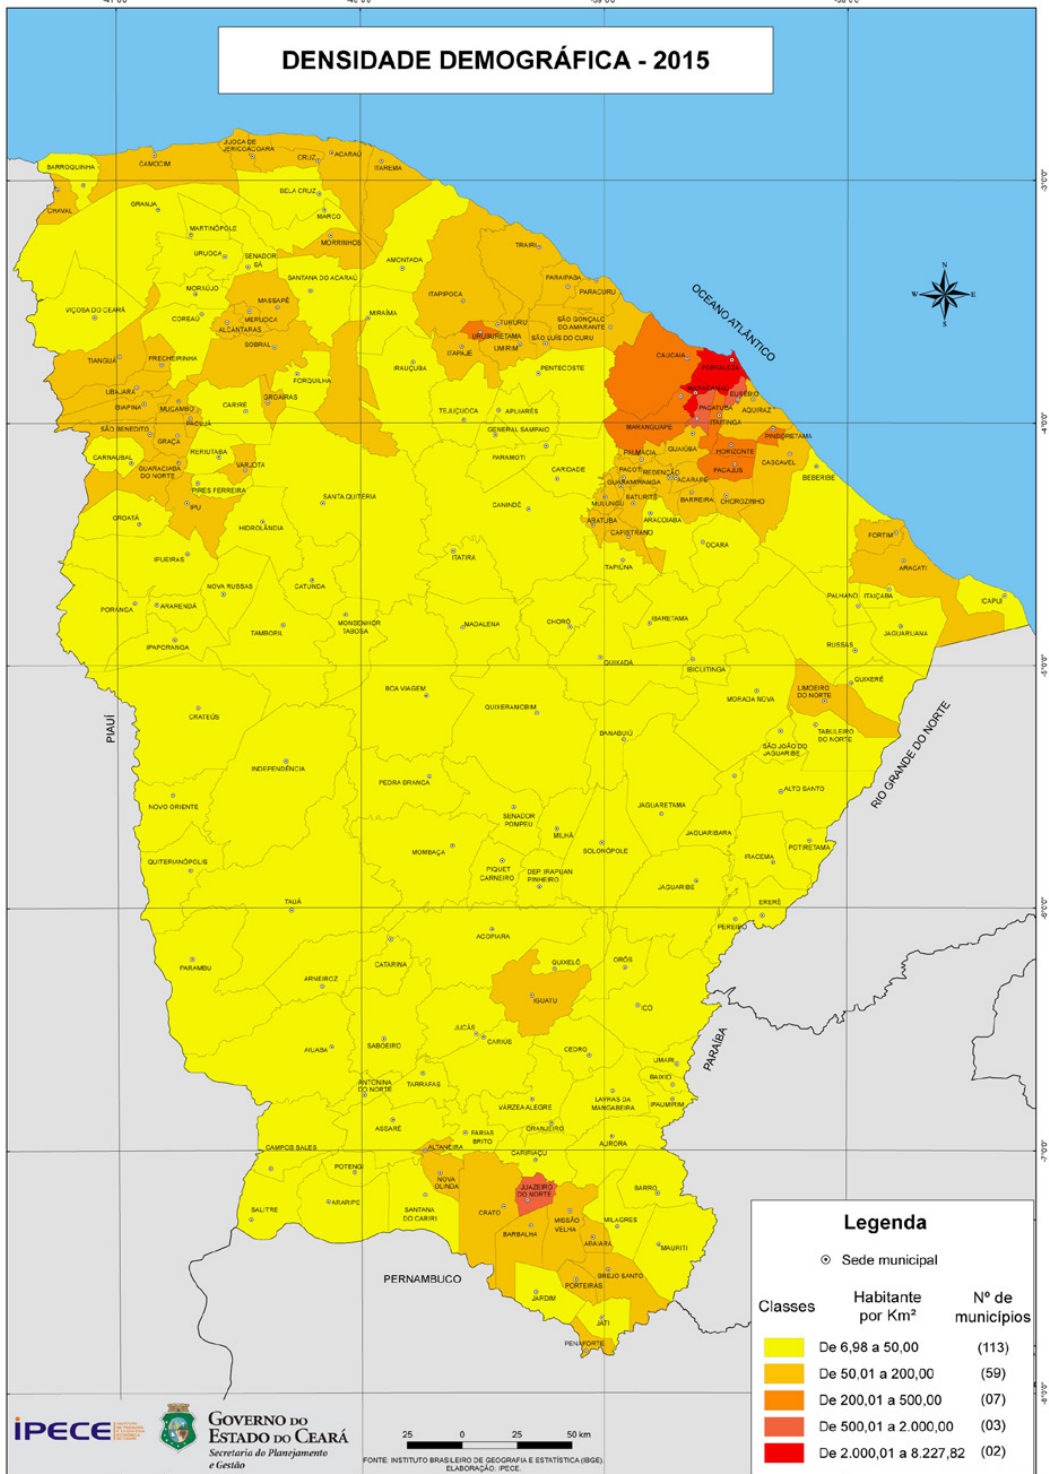 DENSIDADE DEMOGRÁFICA - 2015
BARROQUINHA
CAMOCIM
JIJOCA DE
JERICOACOARA
CRUZ
ACARAÚ
ITAREMA
CHAVAL
GRANJA
BELA CRUZ
MARCO
MARTINÓPOLE
MORRINHOS
URUOCA
SENADOR
SÁ
AMONTADA
TRAIRI
SANTANA DO ACARAÚ
MORAÚJO
MASSAPÊ
ITAPIPOCA
PARAIPABA
PARACURU
OCEANO ATLÂNTICO
VIÇOSA DO CEARÁ
COREAÚ
MERUOCA
ALCÂNTARAS
MIRAÍMA
TURURU
SÃO GONÇALO
DO AMARANTE
URUBURETAMA
SOBRAL
UMIRIM
SÃO LUÍS DO CURU
ITAPAJÉ
TIANGUÁ
FRECHEIRINHA
IRAUÇUBA
PENTECOSTE
CAUCAIA
FORTALEZA
FORQUILHA
MARACANAÚ
UBAJARA
GROAÍRAS
EUSÉBIO
IBIAPINA
MUCAMBO
CARIRÉ
TEJUÇUOCA
APUIARÉS
PACATUBA
AQUIRAZ
PACUJÁ
ITAITINGA
SÃO BENEDITO
GRAÇA
GENERAL SAMPAIO
MARANGUAPE
PINDORETAMA
RERIUTABA
GUAIÚBA
HORIZONTE
CARNAUBAL
GUARACIABA
DO NORTE
VARJOTA
PARAMOTI
PALMÁCIA
CASCAVEL
CARIDADE
PACOTI
REDENÇÃO
PACAJUS
BEBERIBE
PIRES FERREIRA
GUARAMIRANGA
ACARAPE
SANTA QUITÉRIA
MULUNGU
BATURITÉ
BARREIRA
CHOROZINHO
IPU
CANINDÉ
CROATÁ
HIDROLÂNDIA
ARATUBA
ARACOIABA
CAPISTRANO
FORTIM
OCARA
IPUEIRAS
ITATIRA
ITAPIÚNA
ARACATI
NOVA RUSSAS
CATUNDA
PALHANO
ITAIÇABA
ICAPUÍ
PORANGA
ARARENDÁ
MONSENHOR
TABOSA
IBARETAMA
TAMBORIL
MADALENA
CHORÓ
JAGUARUANA
IPAPORANGA
RUSSAS
QUIXADÁ
IBICUITINGA
QUIXERÉ
BOA VIAGEM
MORADA NOVA
LIMOEIRO
DO NORTE
CRATEÚS
QUIXERAMOBIM
PIAUÍ
BANABUIÚ
TABULEIRO
DO NORTE
SÃO JOÃO DO
JAGUARIBE
RIO GRANDE DO NORTE
INDEPENDÊNCIA
PEDRA BRANCA
ALTO SANTO
NOVO ORIENTE
JAGUARETAMA
SENADOR
POMPEU
MILHÃ
JAGUARIBARA
MOMBAÇA
SOLONÓPOLE
POTIRETAMA
QUITERIANÓPOLIS
IRACEMA
PIQUET
CARNEIRO
DEP. IRAPUAN
PINHEIRO
JAGUARIBE
TAUÁ
ERERÊ
PEREIRO
ACOPIARA
PARAMBU
CATARINA
QUIXELÔ
ORÓS
ARNEIROZ
IGUATU
ICÓ
JUCÁS
CARIÚS
AIUABA
SABOEIRO
CEDRO
UMARI
PARAÍBA
BAIXIO
ANTONINA
DO NORTE
TARRAFAS
IPAUMIRIM
VÁRZEA ALEGRE
LAVRAS DA
MANGABEIRA
ASSARÉ
GRANJEIRO
FARIAS
BRITO
AURORA
CAMPOS SALES
ALTANEIRA
CARIRIAÇU
POTENGI
NOVA
OLINDA
JUAZEIRO
DO NORTE
BARRO
ARARIPE
CRATO
SALITRE
SANTANA
DO CARIRI
MISSÃO
VELHA
MILAGRES
BARBALHA
ABAIARA
MAURITI
PERNAMBUCO
BREJO SANTO
PORTEIRAS
JARDIM
JATI
PENAFORTE
Legenda
Sede municipal
Classes Habitante por Km² Nº de municípios
De 6,98 a 50,00 (113)
De 50,01 a 200,00 (59)
De 200,01 a 500,00 (07)
De 500,01 a 2.000,00 (03)
De 2.000,01 a 8.227,82 (02)
IPECE
GOVERNO DO
ESTADO DO CEARÁ
Secretaria do Planejamento
e Gestão
25 0 25 50 km
FONTE: INSTITUTO BRASILEIRO DE GEOGRAFIA E ESTATÍSTICA (IBGE).
ELABORAÇÃO: IPECE.
N
W
E
S